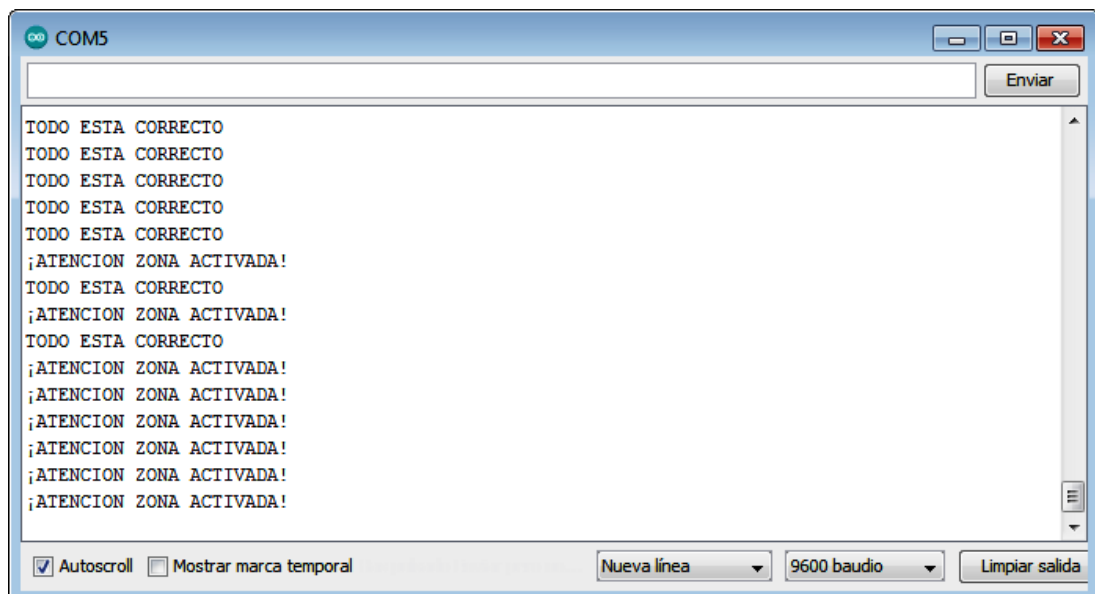 COM5
Enviar
TODO ESTA CORRECTO
TODO ESTA CORRECTO
TODO ESTA CORRECTO
TODO ESTA CORRECTO
TODO ESTA CORRECTO
¡ATENCION ZONA ACTIVADA!
TODO ESTA CORRECTO
¡ATENCION ZONA ACTIVADA!
TODO ESTA CORRECTO
¡ATENCION ZONA ACTIVADA!
¡ATENCION ZONA ACTIVADA!
¡ATENCION ZONA ACTIVADA!
¡ATENCION ZONA ACTIVADA!
¡ATENCION ZONA ACTIVADA!
¡ATENCION ZONA ACTIVADA!
Autoscroll Mostrar marca temporal Nueva línea 9600 baudio Limpiar salida